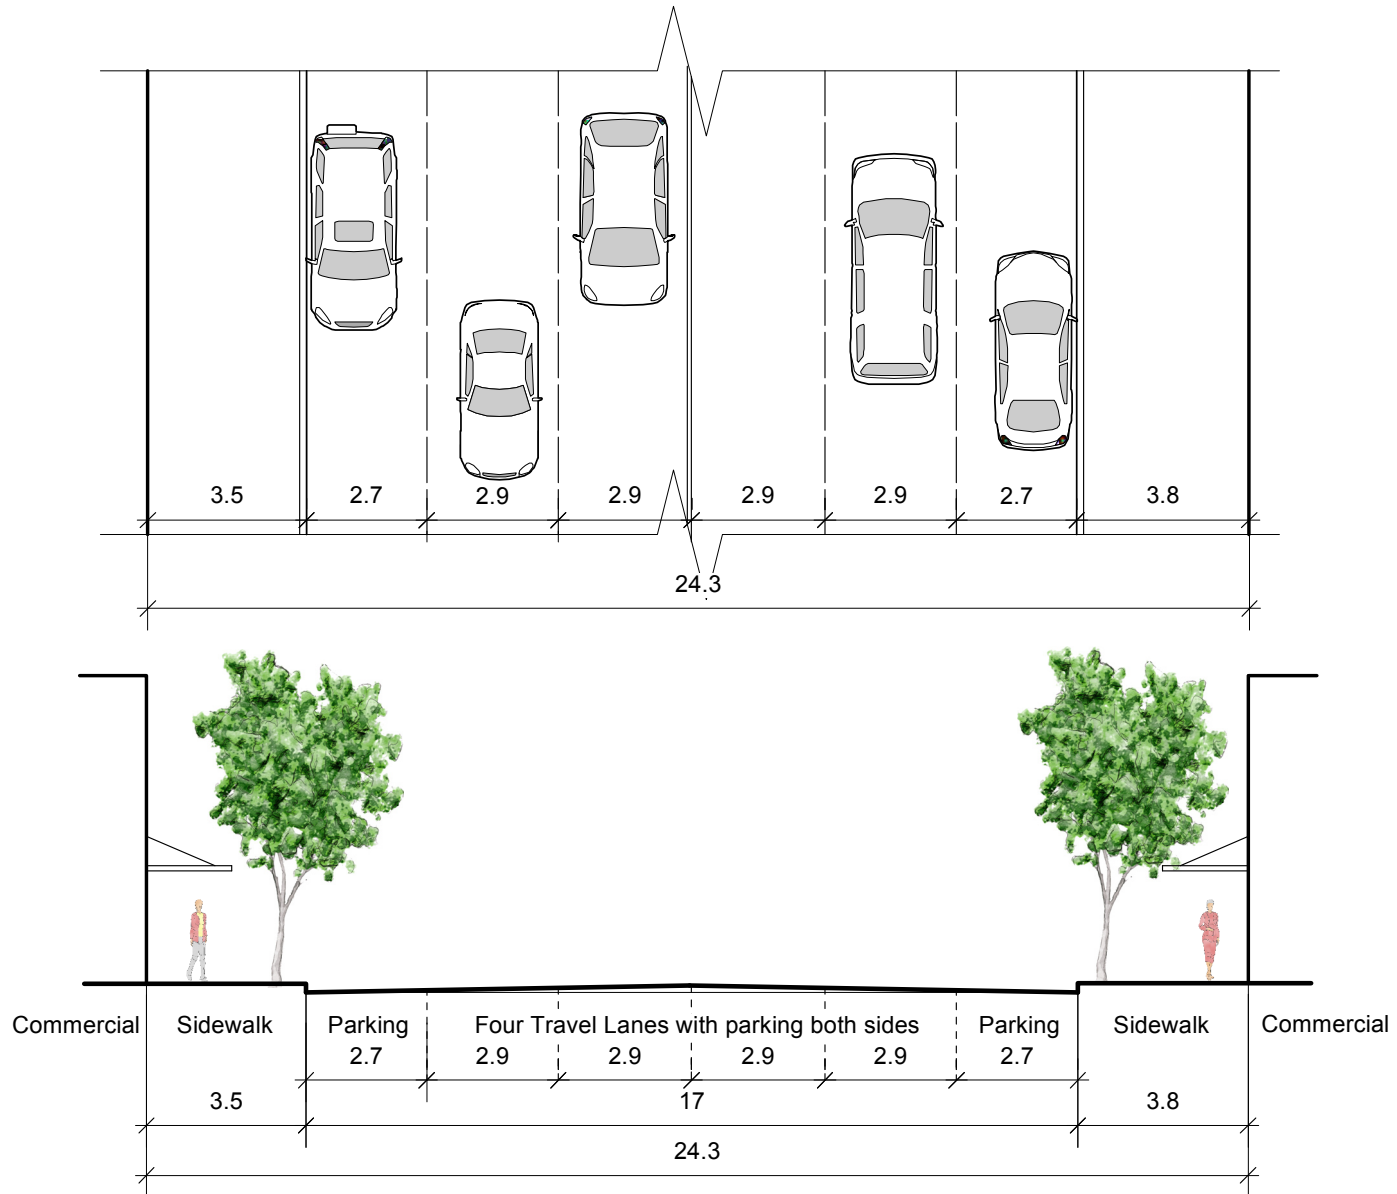 3.5 2.7 2.9 2.9 2.9 2.9 2.7 3.8
24.3
Commercial Sidewalk Parking Four Travel Lanes with parking both sides Parking Sidewalk Commercial
2.7 2.9 2.9 2.9 2.9 2.7
3.5 17 3.8
24.3